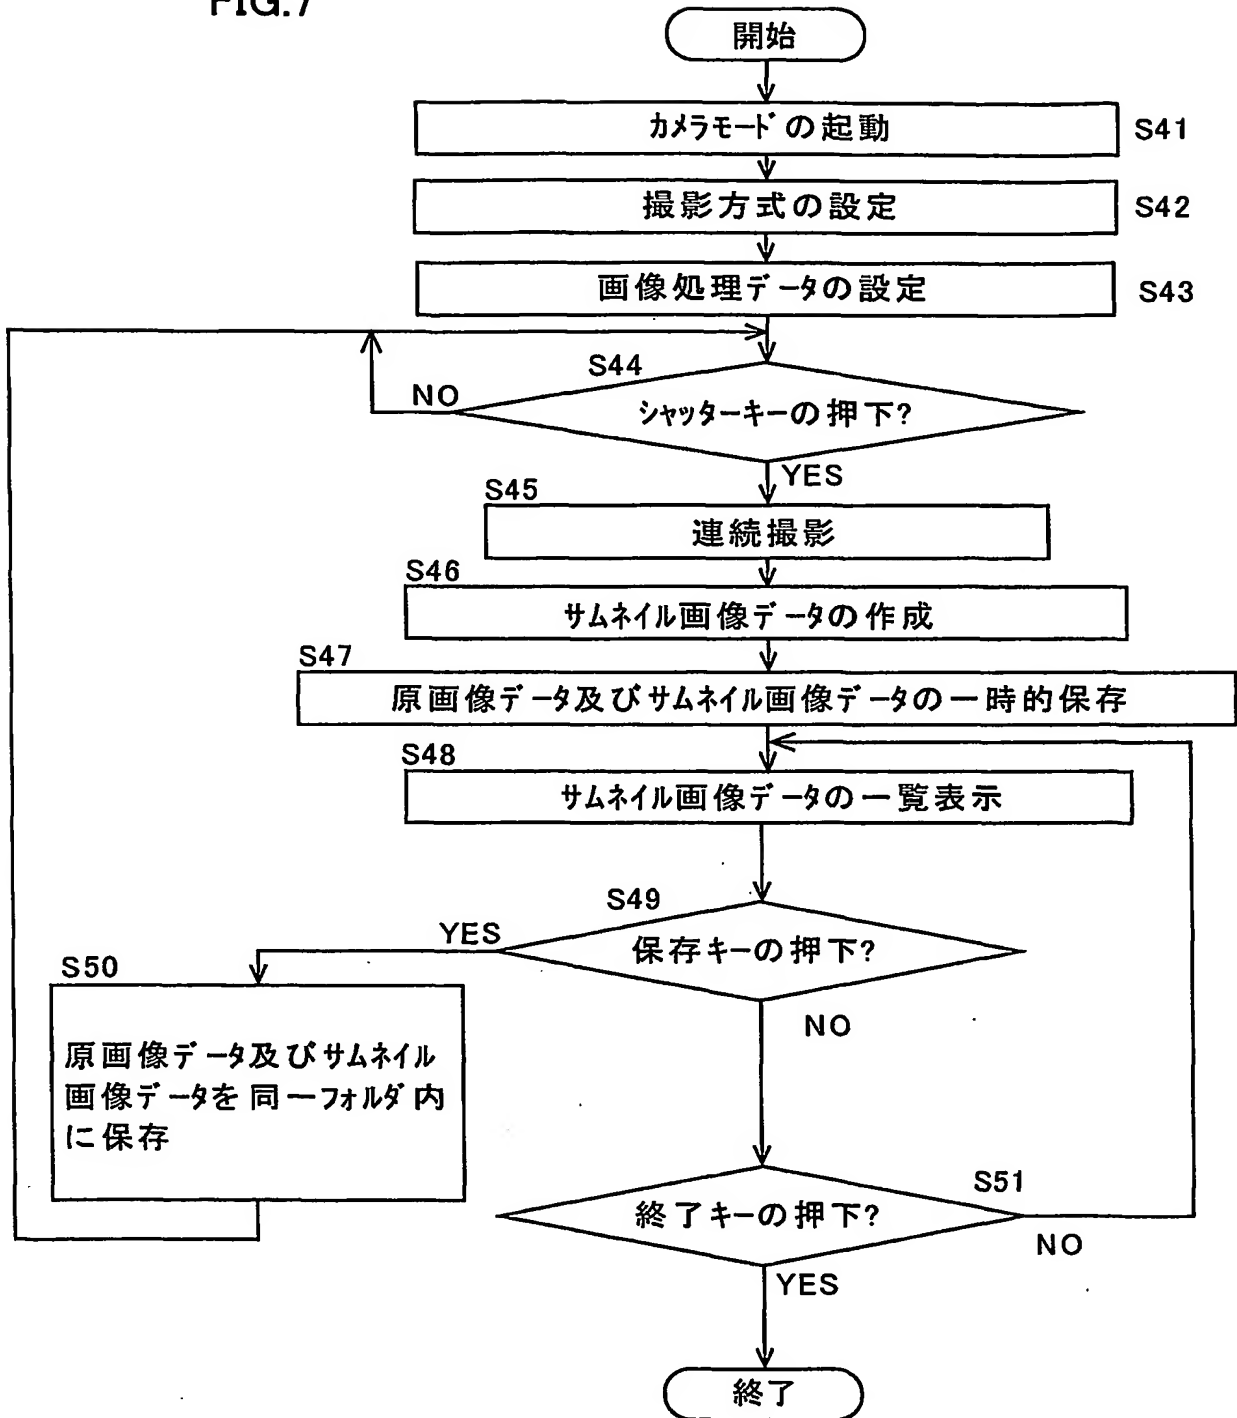 FIG.7
開始
カメラモードの起動
S41
撮影方式の設定
S42
画像処理データの設定
S43
S44
NO
シャッターキーの押下?
YES
S45
連続撮影
S46
サムネイル画像データの作成
S47
原画像データ及びサムネイル画像データの一時的保存
S48
サムネイル画像データの一覧表示
S49
YES
保存キーの押下?
S50
NO
原画像データ及びサムネイル
画像データを同一フォルダ内
に保存
S51
終了キーの押下?
NO
YES
終了